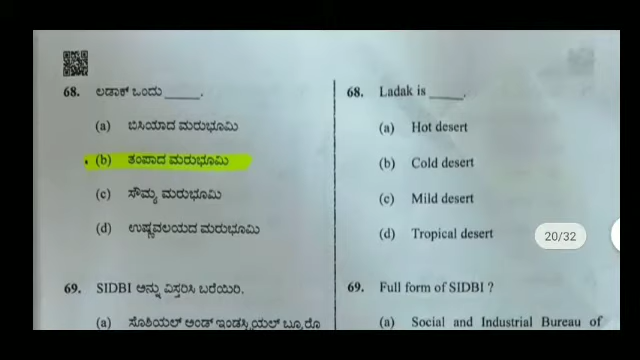 68. ಲಡಾಕ್ ಒಂದು _____.
(a) ಬಿಸಿಯಾದ ಮರುಭೂಮಿ
(b) ತಂಪಾದ ಮರುಭೂಮಿ
(c) ಸೌಮ್ಯ ಮರುಭೂಮಿ
(d) ಉಷ್ಣವಲಯದ ಮರುಭೂಮಿ
69. SIDBI ಅನ್ನು ವಿಸ್ತರಿಸಿ ಬರೆಯಿರಿ.
(a) ಸೊಶಿಯಲ್ ಅಂಡ್ ಇಂಡಸ್ಟ್ರಿಯಲ್ ಬ್ಯೂರೊ
68. Ladak is _____.
(a) Hot desert
(b) Cold desert
(c) Mild desert
(d) Tropical desert
20/32
69. Full form of SIDBI ?
(a) Social and Industrial Bureau of